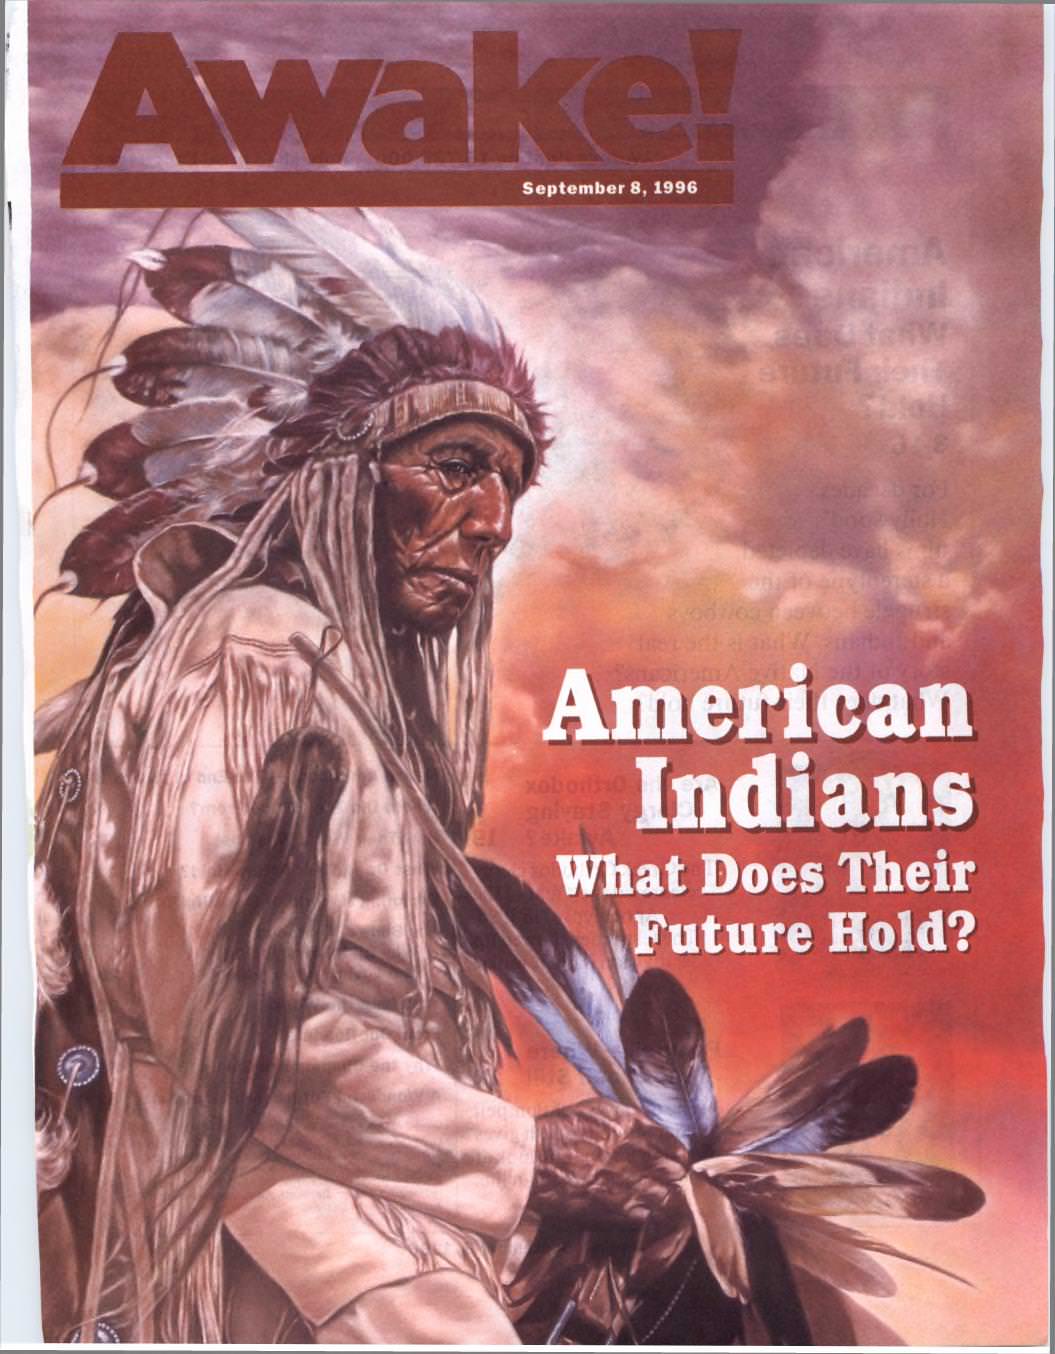 Awake!
September 8, 1996
American
Indians
What Does Their
Future Hold?